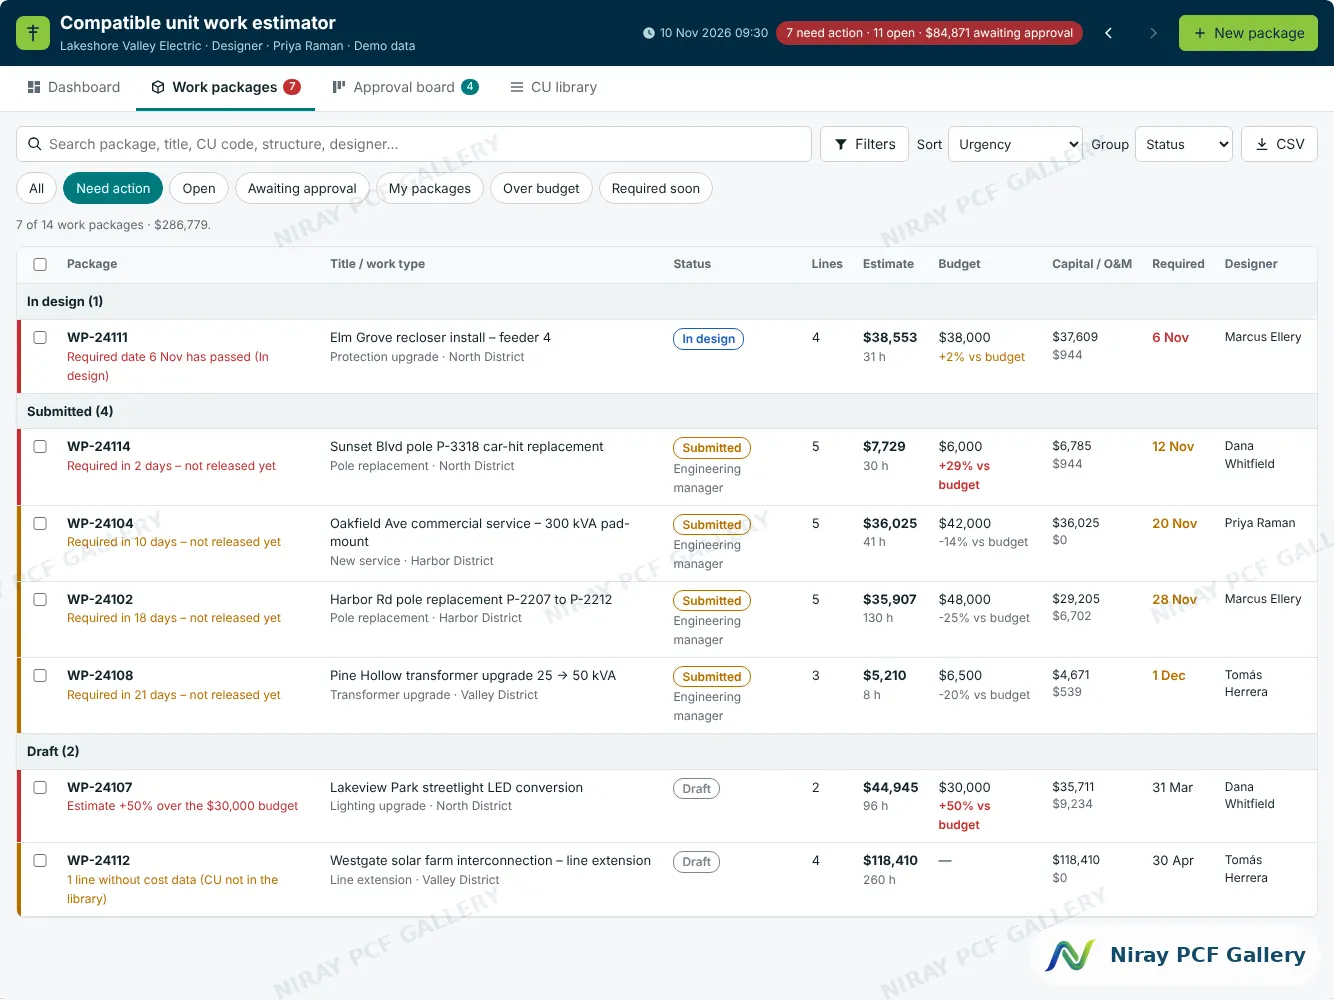 Compatible unit work estimator
Lakeshore Valley Electric · Designer · Priya Raman · Demo data
10 Nov 2026 09:30
7 need action · 11 open · $84,871 awaiting approval
New package
Dashboard
Work packages 7
Approval board 4
CU library
Search package, title, CU code, structure, designer...
Filters
Sort
Urgency
Group
Status
CSV
All
Need action
Open
Awaiting approval
My packages
Over budget
Required soon
7 of 14 work packages · $286,779.
Package Title / work type Status Lines Estimate Budget Capital / O&M Required Designer
In design (1)
WP-24111 Elm Grove recloser install – feeder 4 In design 4 $38,553 $38,000 $37,609 6 Nov Marcus Ellery
Required date 6 Nov has passed (In Protection upgrade · North District 31 h +2% vs budget $944
design)
Submitted (4)
WP-24114 Sunset Blvd pole P-3318 car-hit replacement Submitted 5 $7,729 $6,000 $6,785 12 Nov Dana
Required in 2 days – not released yet Pole replacement · North District Engineering 30 h +29% vs $944 Whitfield
manager budget
WP-24104 Oakfield Ave commercial service – 300 kVA pad- Submitted 5 $36,025 $42,000 $36,025 20 Nov Priya Raman
Required in 10 days – not released yet mount Engineering 41 h -14% vs budget $0
New service · Harbor District manager
WP-24102 Harbor Rd pole replacement P-2207 to P-2212 Submitted 5 $35,907 $48,000 $29,205 28 Nov Marcus Ellery
Required in 18 days – not released yet Pole replacement · Harbor District Engineering 130 h -25% vs budget $6,702
manager
WP-24108 Pine Hollow transformer upgrade 25 → 50 kVA Submitted 3 $5,210 $6,500 $4,671 1 Dec Tomás
Required in 21 days – not released yet Transformer upgrade · Valley District Engineering 8 h -20% vs budget $539 Herrera
manager
Draft (2)
WP-24107 Lakeview Park streetlight LED conversion Draft 2 $44,945 $30,000 $35,711 31 Mar Dana
Estimate +50% over the $30,000 budget Lighting upgrade · North District 96 h +50% vs $9,234 Whitfield
budget
WP-24112 Westgate solar farm interconnection – line extension Draft 4 $118,410 — $118,410 30 Apr Tomás
1 line without cost data (CU not in the Line extension · Valley District 260 h $0 Herrera
library)
NIRAY PCF GALLERY
NIRAY PCF GALLERY
NIRAY PCF GALLERY
NIRAY PCF GALLERY
NIRAY PCF GALLERY
Niray PCF Gallery